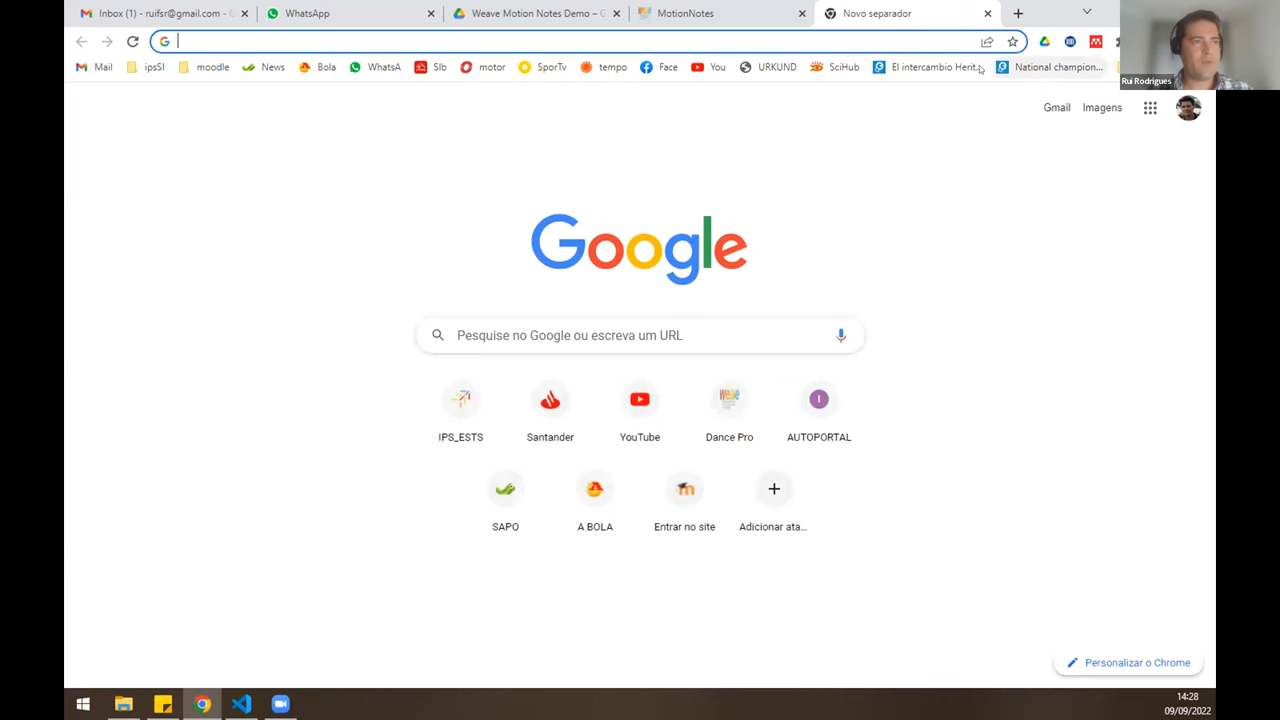 Inbox (1) - ruifsr@gmail.com - G
WhatsApp
Weave Motion Notes Demo – G
MotionNotes
Novo separador
Mail
ipsSI
moodle
News
Bola
WhatsA
Slb
motor
SporTv
tempo
Face
You
URKUND
SciHub
El intercambio Herit...
National champion...
Rui Rodrigues
Gmail
Imagens
Google
Pesquise no Google ou escreva um URL
IPS_ESTS
Santander
YouTube
Dance Pro
AUTOPORTAL
SAPO
A BOLA
Entrar no site
Adicionar ata...
Personalizar o Chrome
14:28
09/09/2022